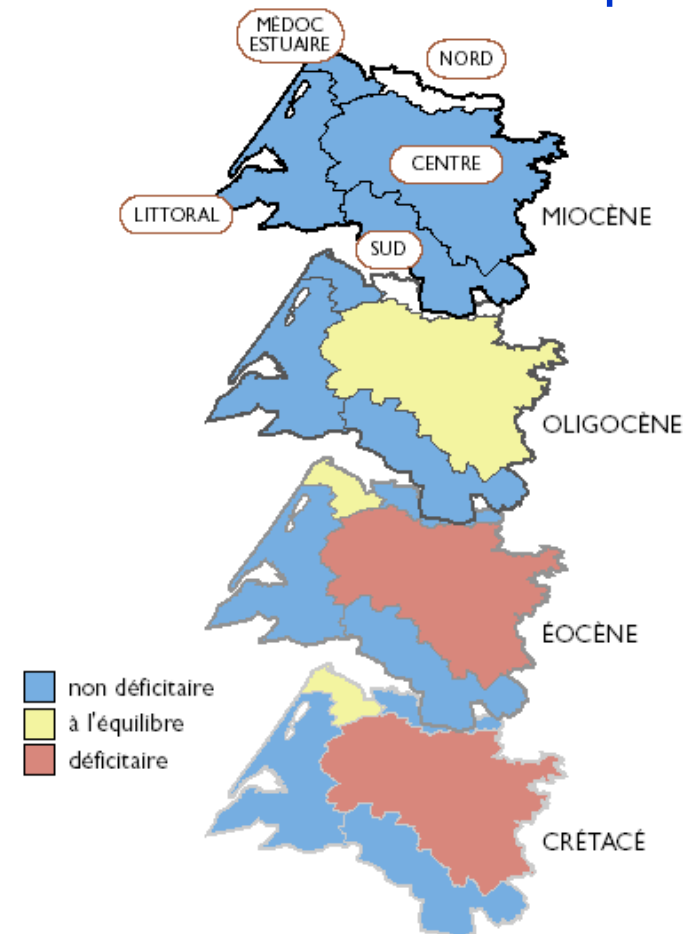 MÉDOC
ESTUAIRE
NORD
CENTRE
LITTORAL
MIOCÈNE
SUD
OLIGOCÈNE
ÉOCÈNE
non déficitaire
à l'équilibre
déficitaire
CRÉTACÉ